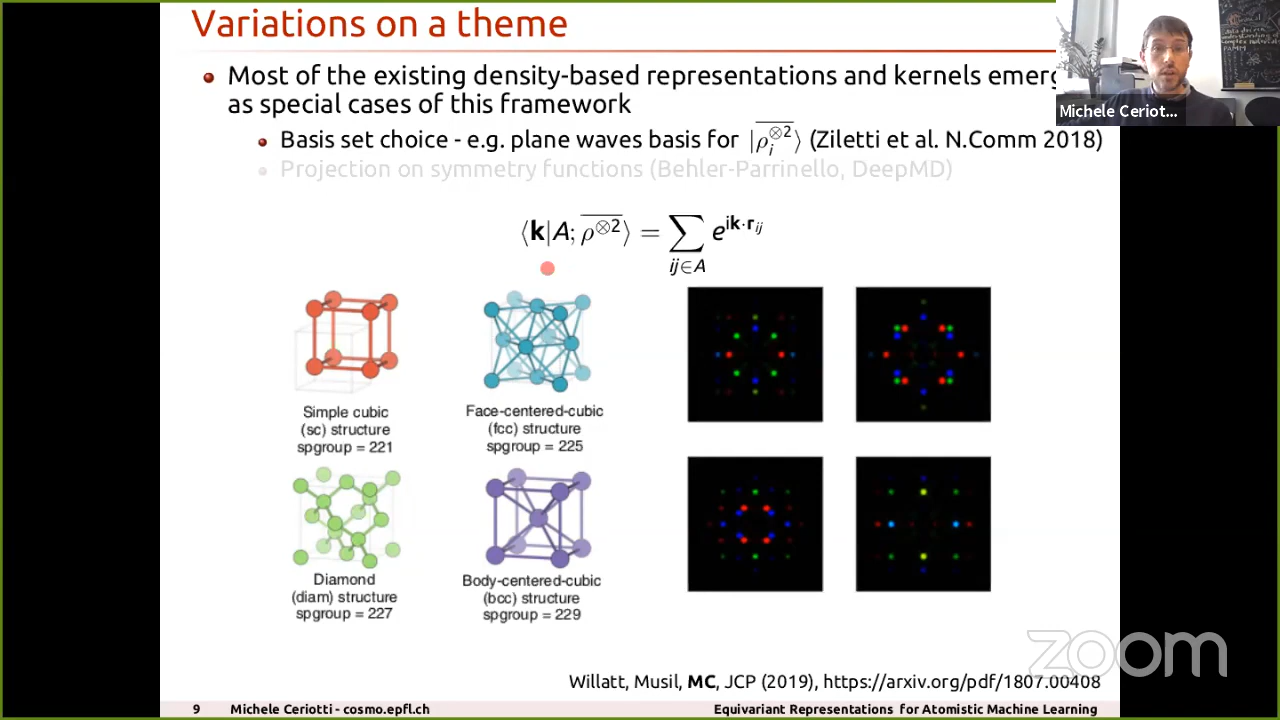 Variations on a theme
Most of the existing density-based representations and kernels emerg
as special cases of this framework
Basis set choice - e.g. plane waves basis for |ρ̅ᵢ^⊗2⟩ (Ziletti et al. N.Comm 2018)
Projection on symmetry functions (Behler-Parrinello, DeepMD)
⟨k|A; ρ̅^⊗2⟩ = ∑_{ij∈A} e^{ik·r_ij}
Simple cubic
(sc) structure
spgroup = 221
Face-centered-cubic
(fcc) structure
spgroup = 225
Diamond
(diam) structure
spgroup = 227
Body-centered-cubic
(bcc) structure
spgroup = 229
Willatt, Musil, MC, JCP (2019), https://arxiv.org/pdf/1807.00408
9 Michele Ceriotti - cosmo.epfl.ch Equivariant Representations for Atomistic Machine Learning
Michele Ceriot...
zoom